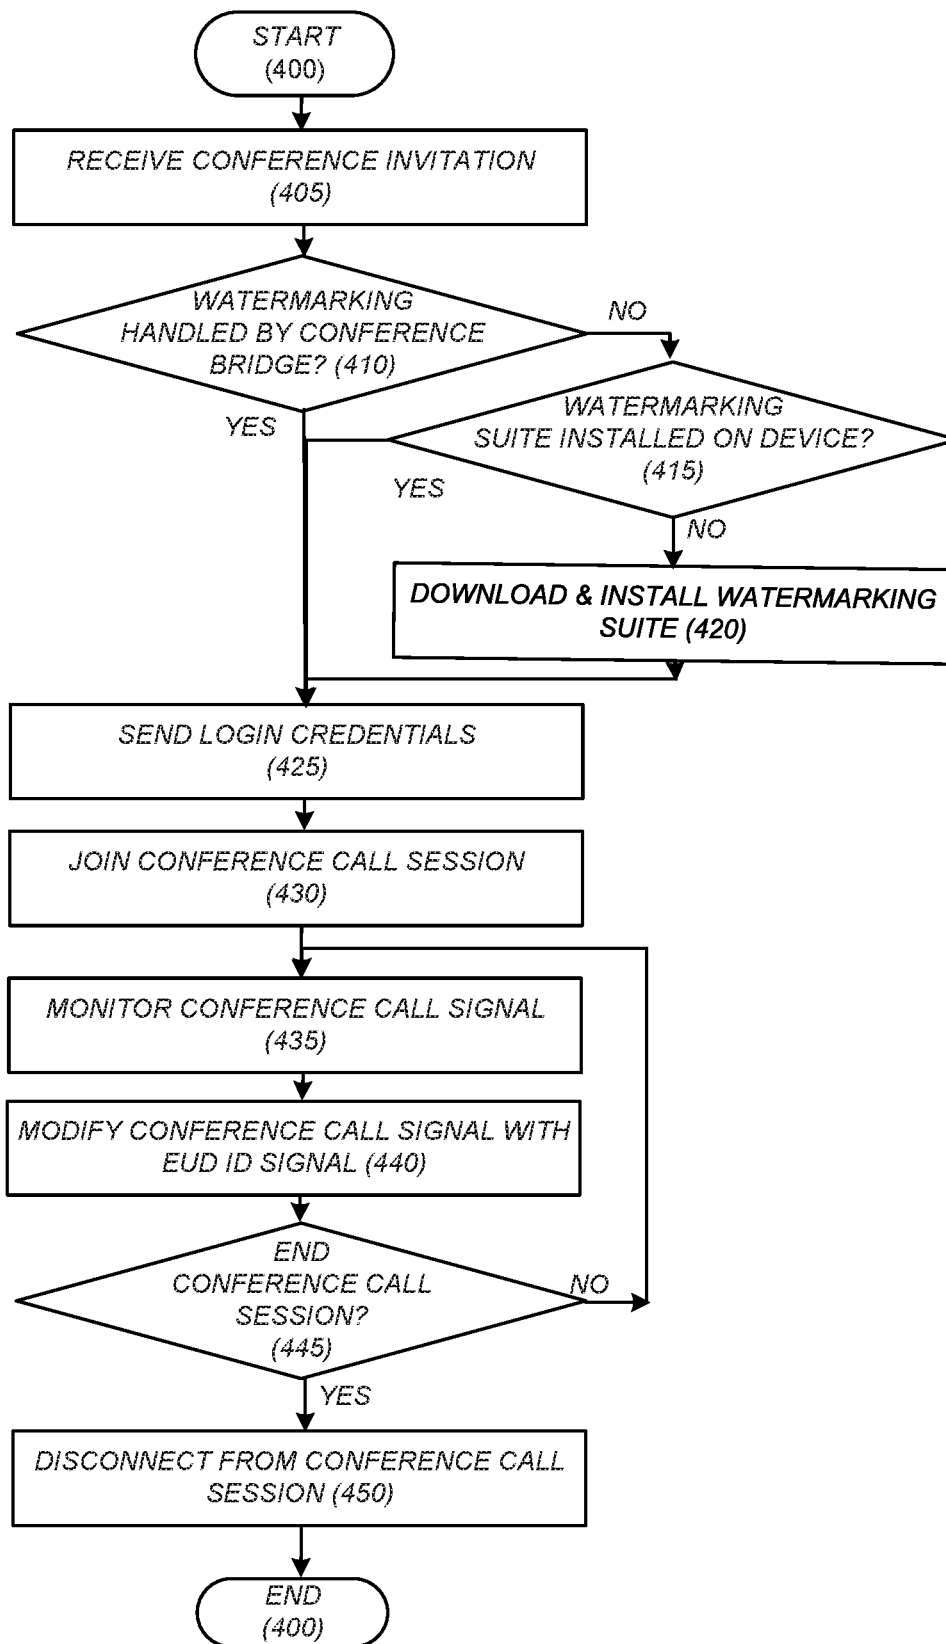 START
(400)
RECEIVE CONFERENCE INVITATION
(405)
WATERMARKING
HANDLED BY CONFERENCE
BRIDGE? (410)
NO
YES
WATERMARKING
SUITE INSTALLED ON DEVICE?
(415)
YES
NO
DOWNLOAD & INSTALL WATERMARKING
SUITE (420)
SEND LOGIN CREDENTIALS
(425)
JOIN CONFERENCE CALL SESSION
(430)
MONITOR CONFERENCE CALL SIGNAL
(435)
MODIFY CONFERENCE CALL SIGNAL WITH
EUD ID SIGNAL (440)
END
CONFERENCE CALL
SESSION?
(445)
NO
YES
DISCONNECT FROM CONFERENCE CALL
SESSION (450)
END
(400)